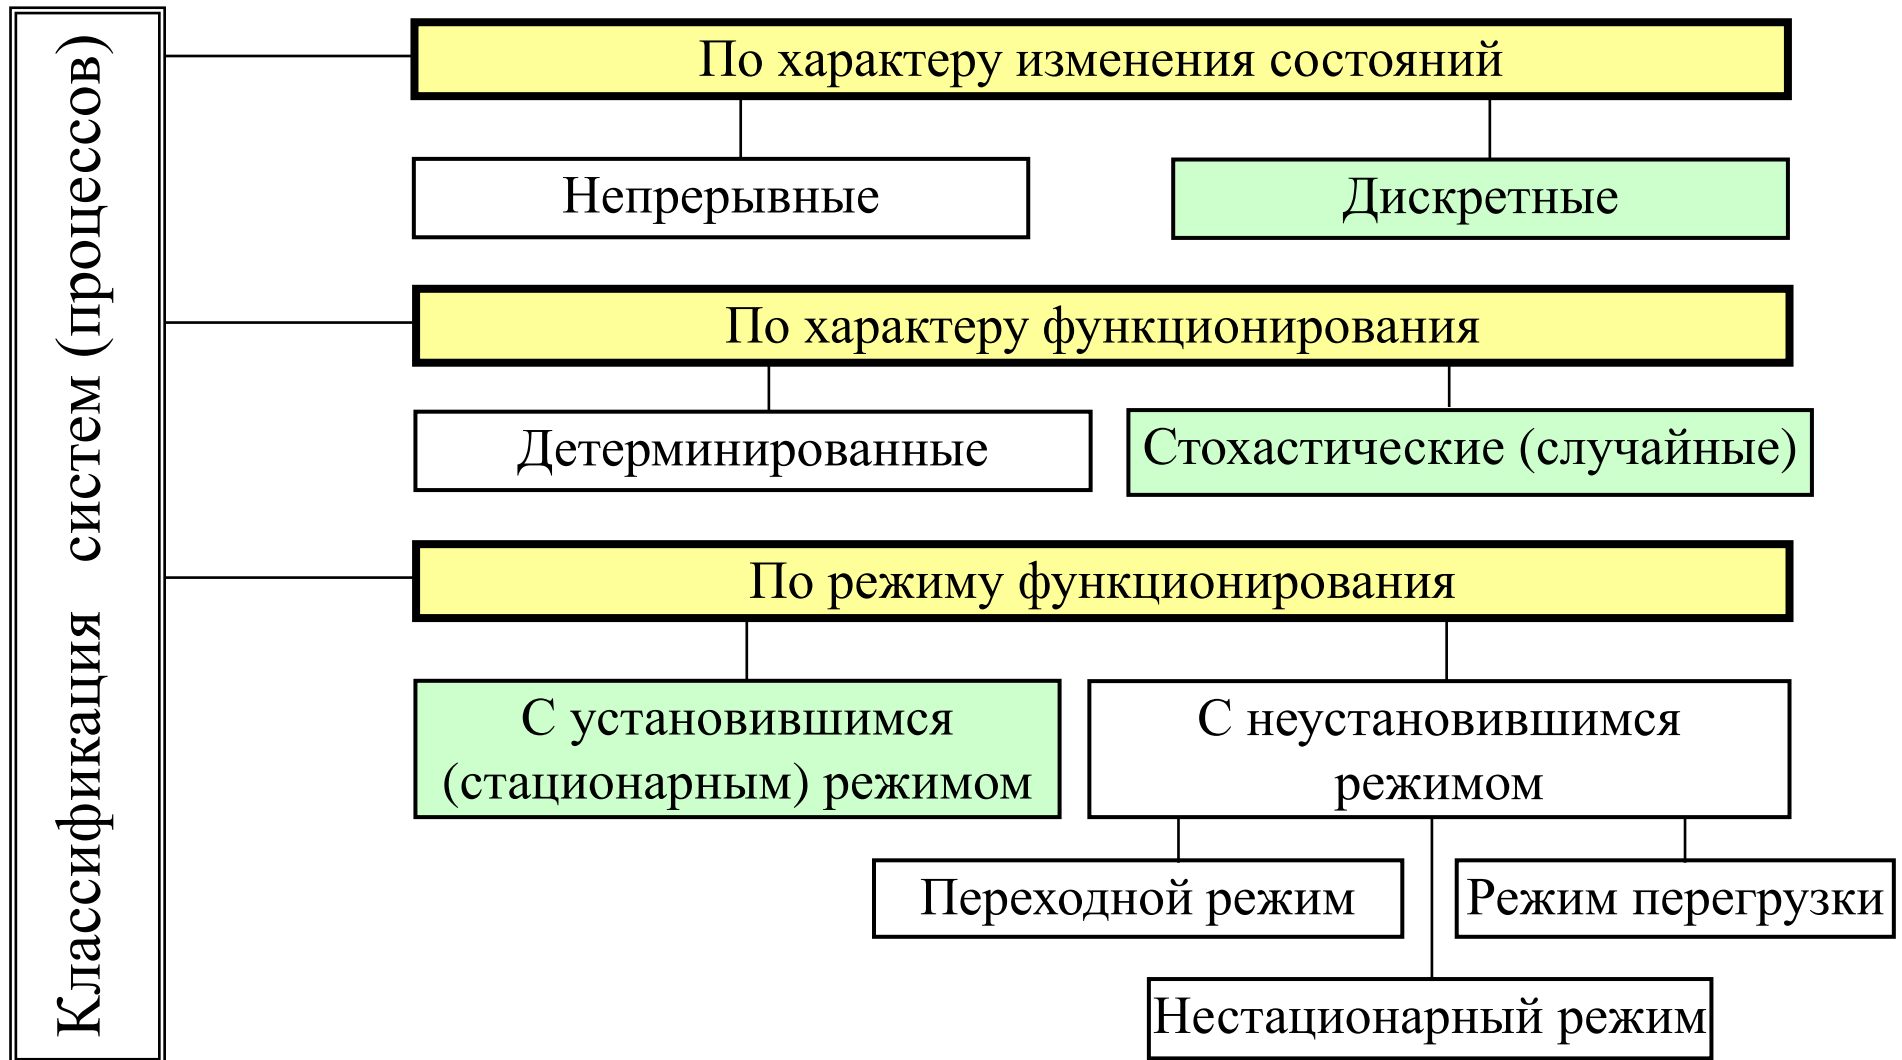 Классификация систем (процессов)
По характеру изменения состояний
Непрерывные
Дискретные
По характеру функционирования
Детерминированные
Стохастические (случайные)
По режиму функционирования
С установившимся
(стационарным) режимом
С неустановившимся
режимом
Переходной режим
Режим перегрузки
Нестационарный режим